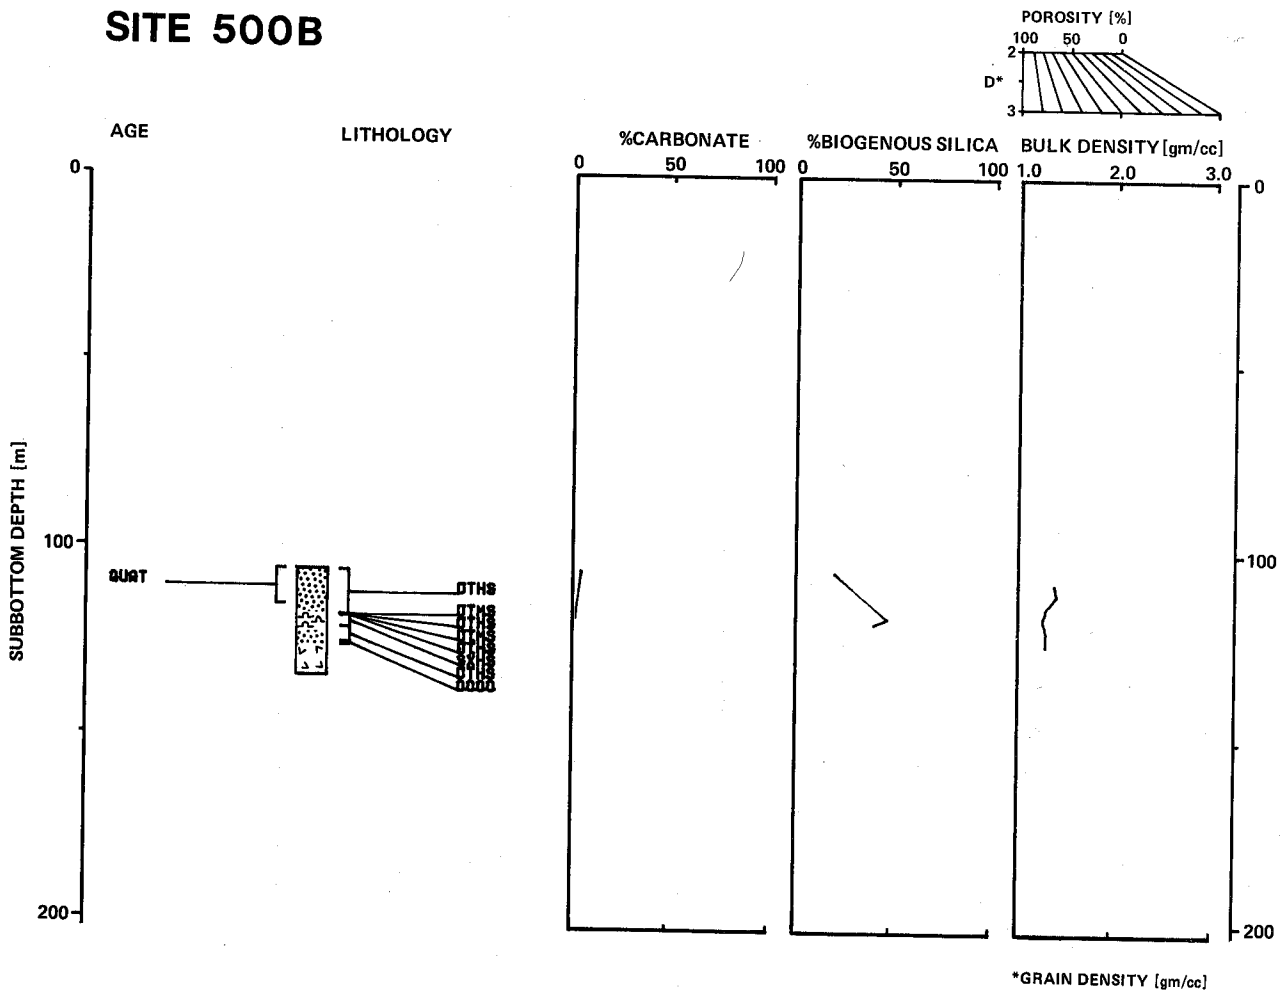 SITE 500B
POROSITY [%]
100 50 0
2
D*
3
AGE LITHOLOGY %CARBONATE %BIOGENOUS SILICA BULK DENSITY [gm/cc]
0 50 100 0 50 100 1.0 2.0 3.0
0 0
SUBBOTTOM DEPTH [m]
100 100
QUAT
OTHS
200 200
*GRAIN DENSITY [gm/cc]